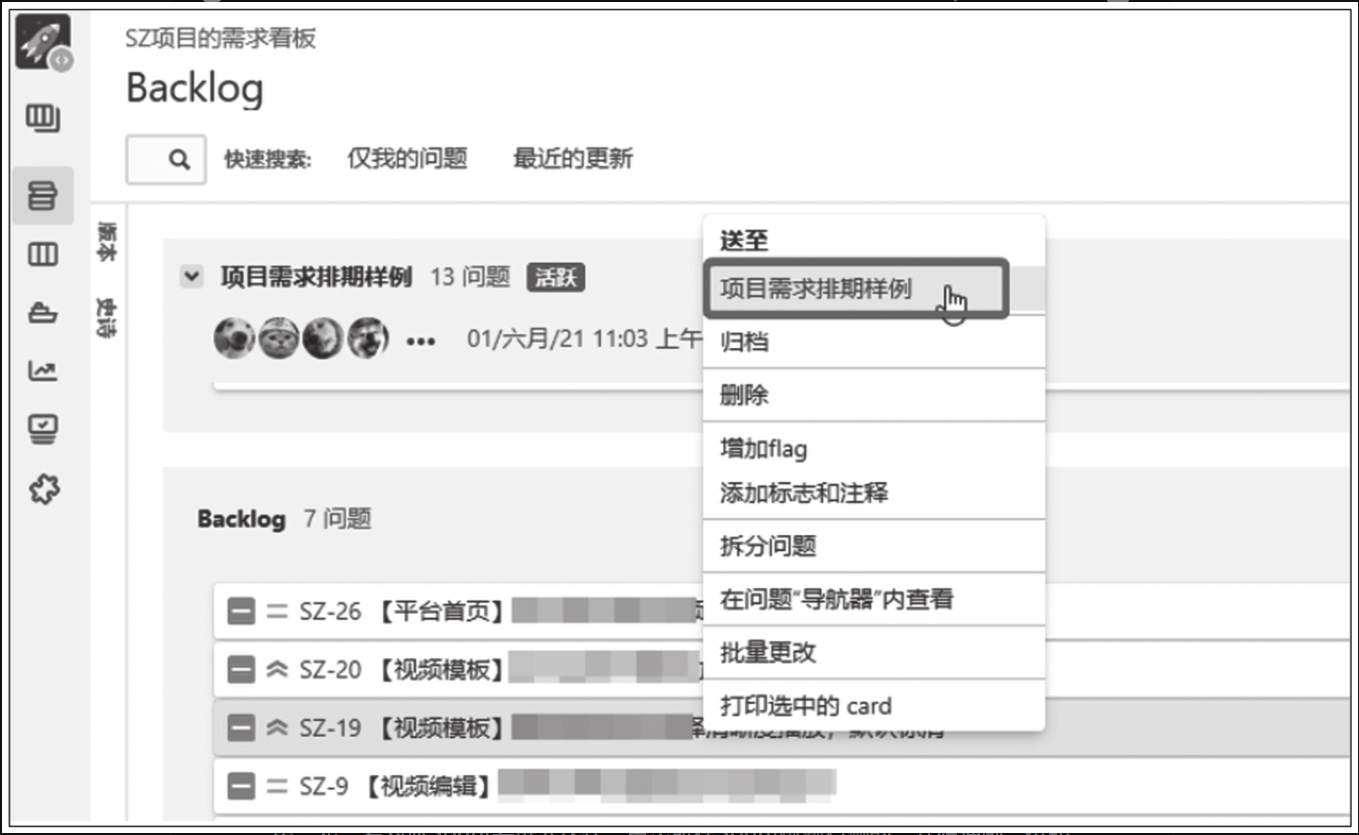 SZ项目的需求看板
Backlog
快速搜索: 仅我的问题 最近的更新
版本
史诗
项目需求排期样例 13 问题 活跃
01/六月/21 11:03 上午
送至
项目需求排期样例
归档
删除
增加flag
添加标志和注释
拆分问题
在问题“导航器”内查看
批量更改
打印选中的 card
Backlog 7 问题
SZ-26 【平台首页】
SZ-20 【视频模板】
SZ-19 【视频模板】
SZ-9 【视频编辑】